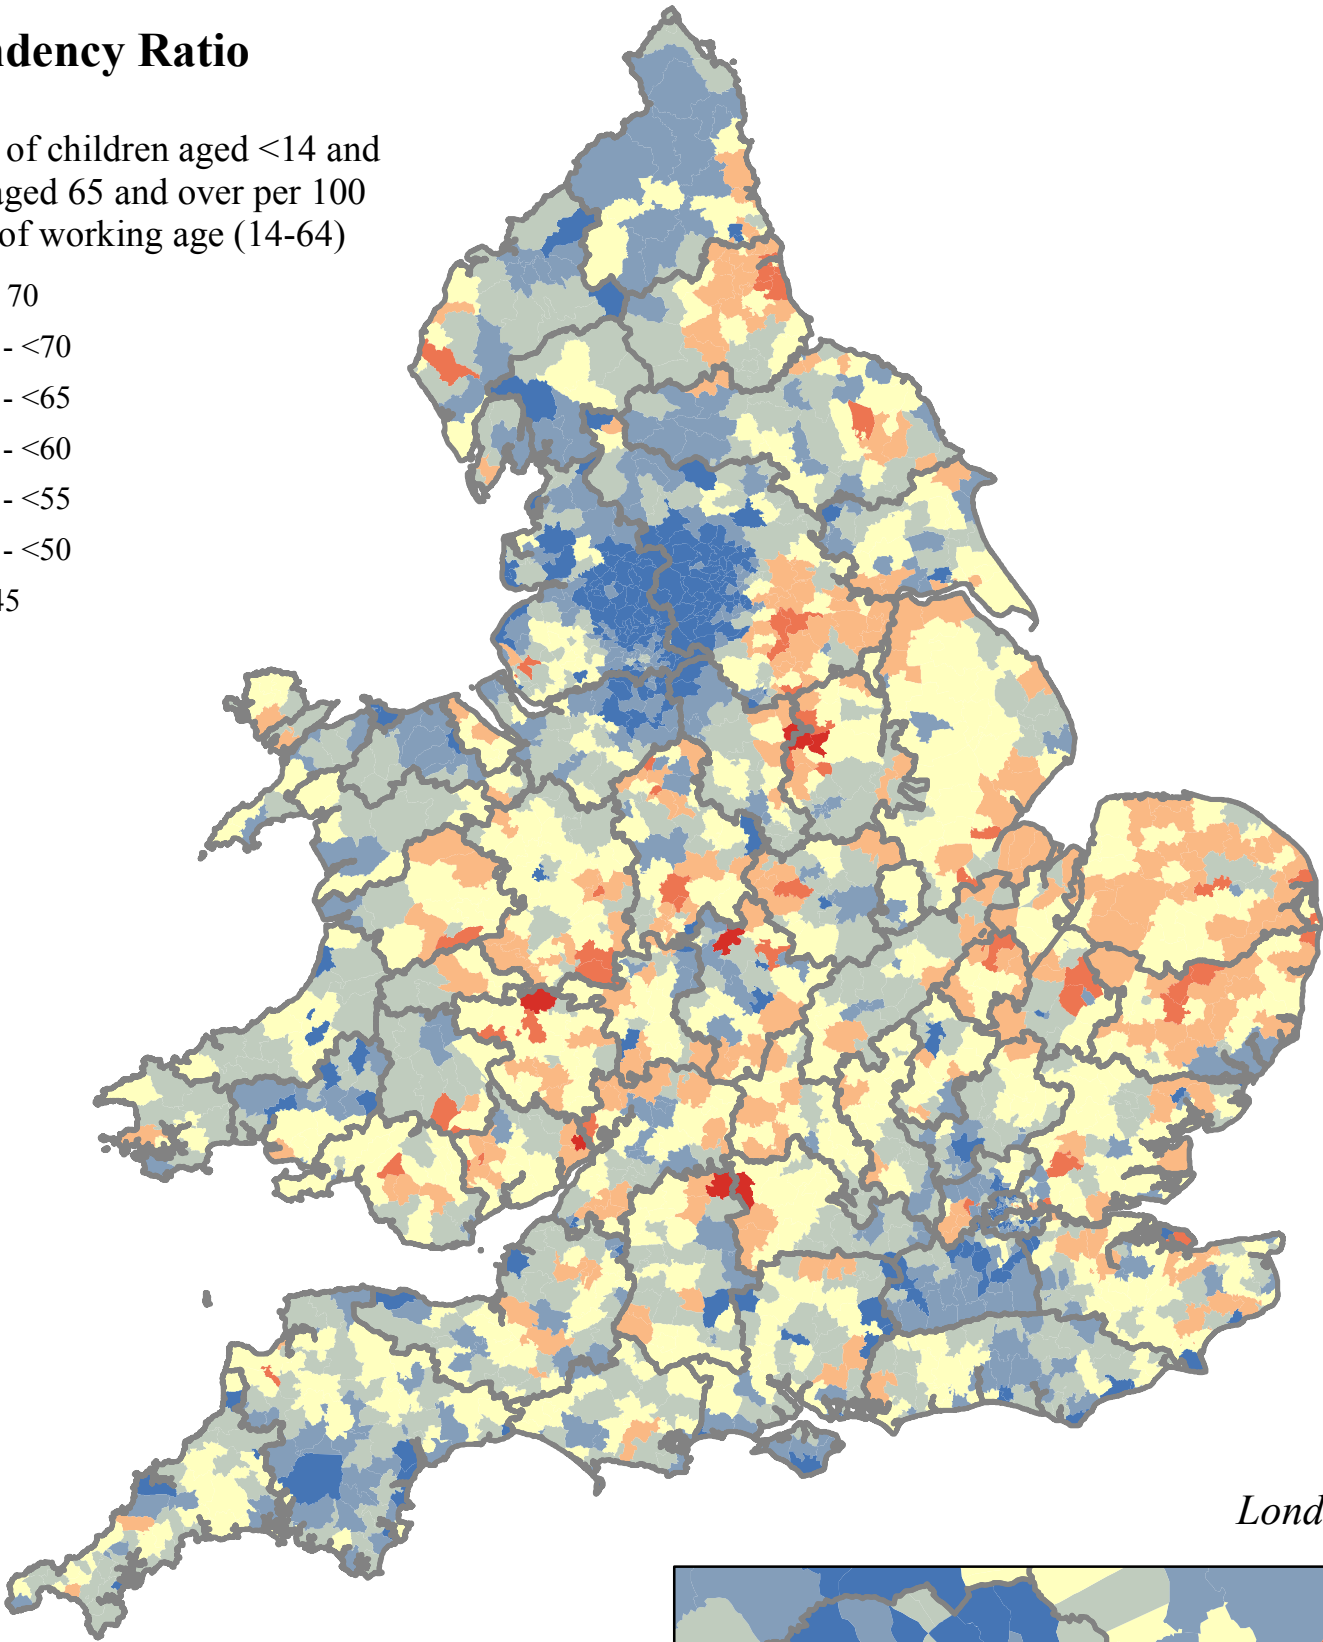 ndency Ratio
of children aged <14 and
aged 65 and over per 100
of working age (14-64)
70
- <70
- <65
- <60
- <55
- <50
45
Lond